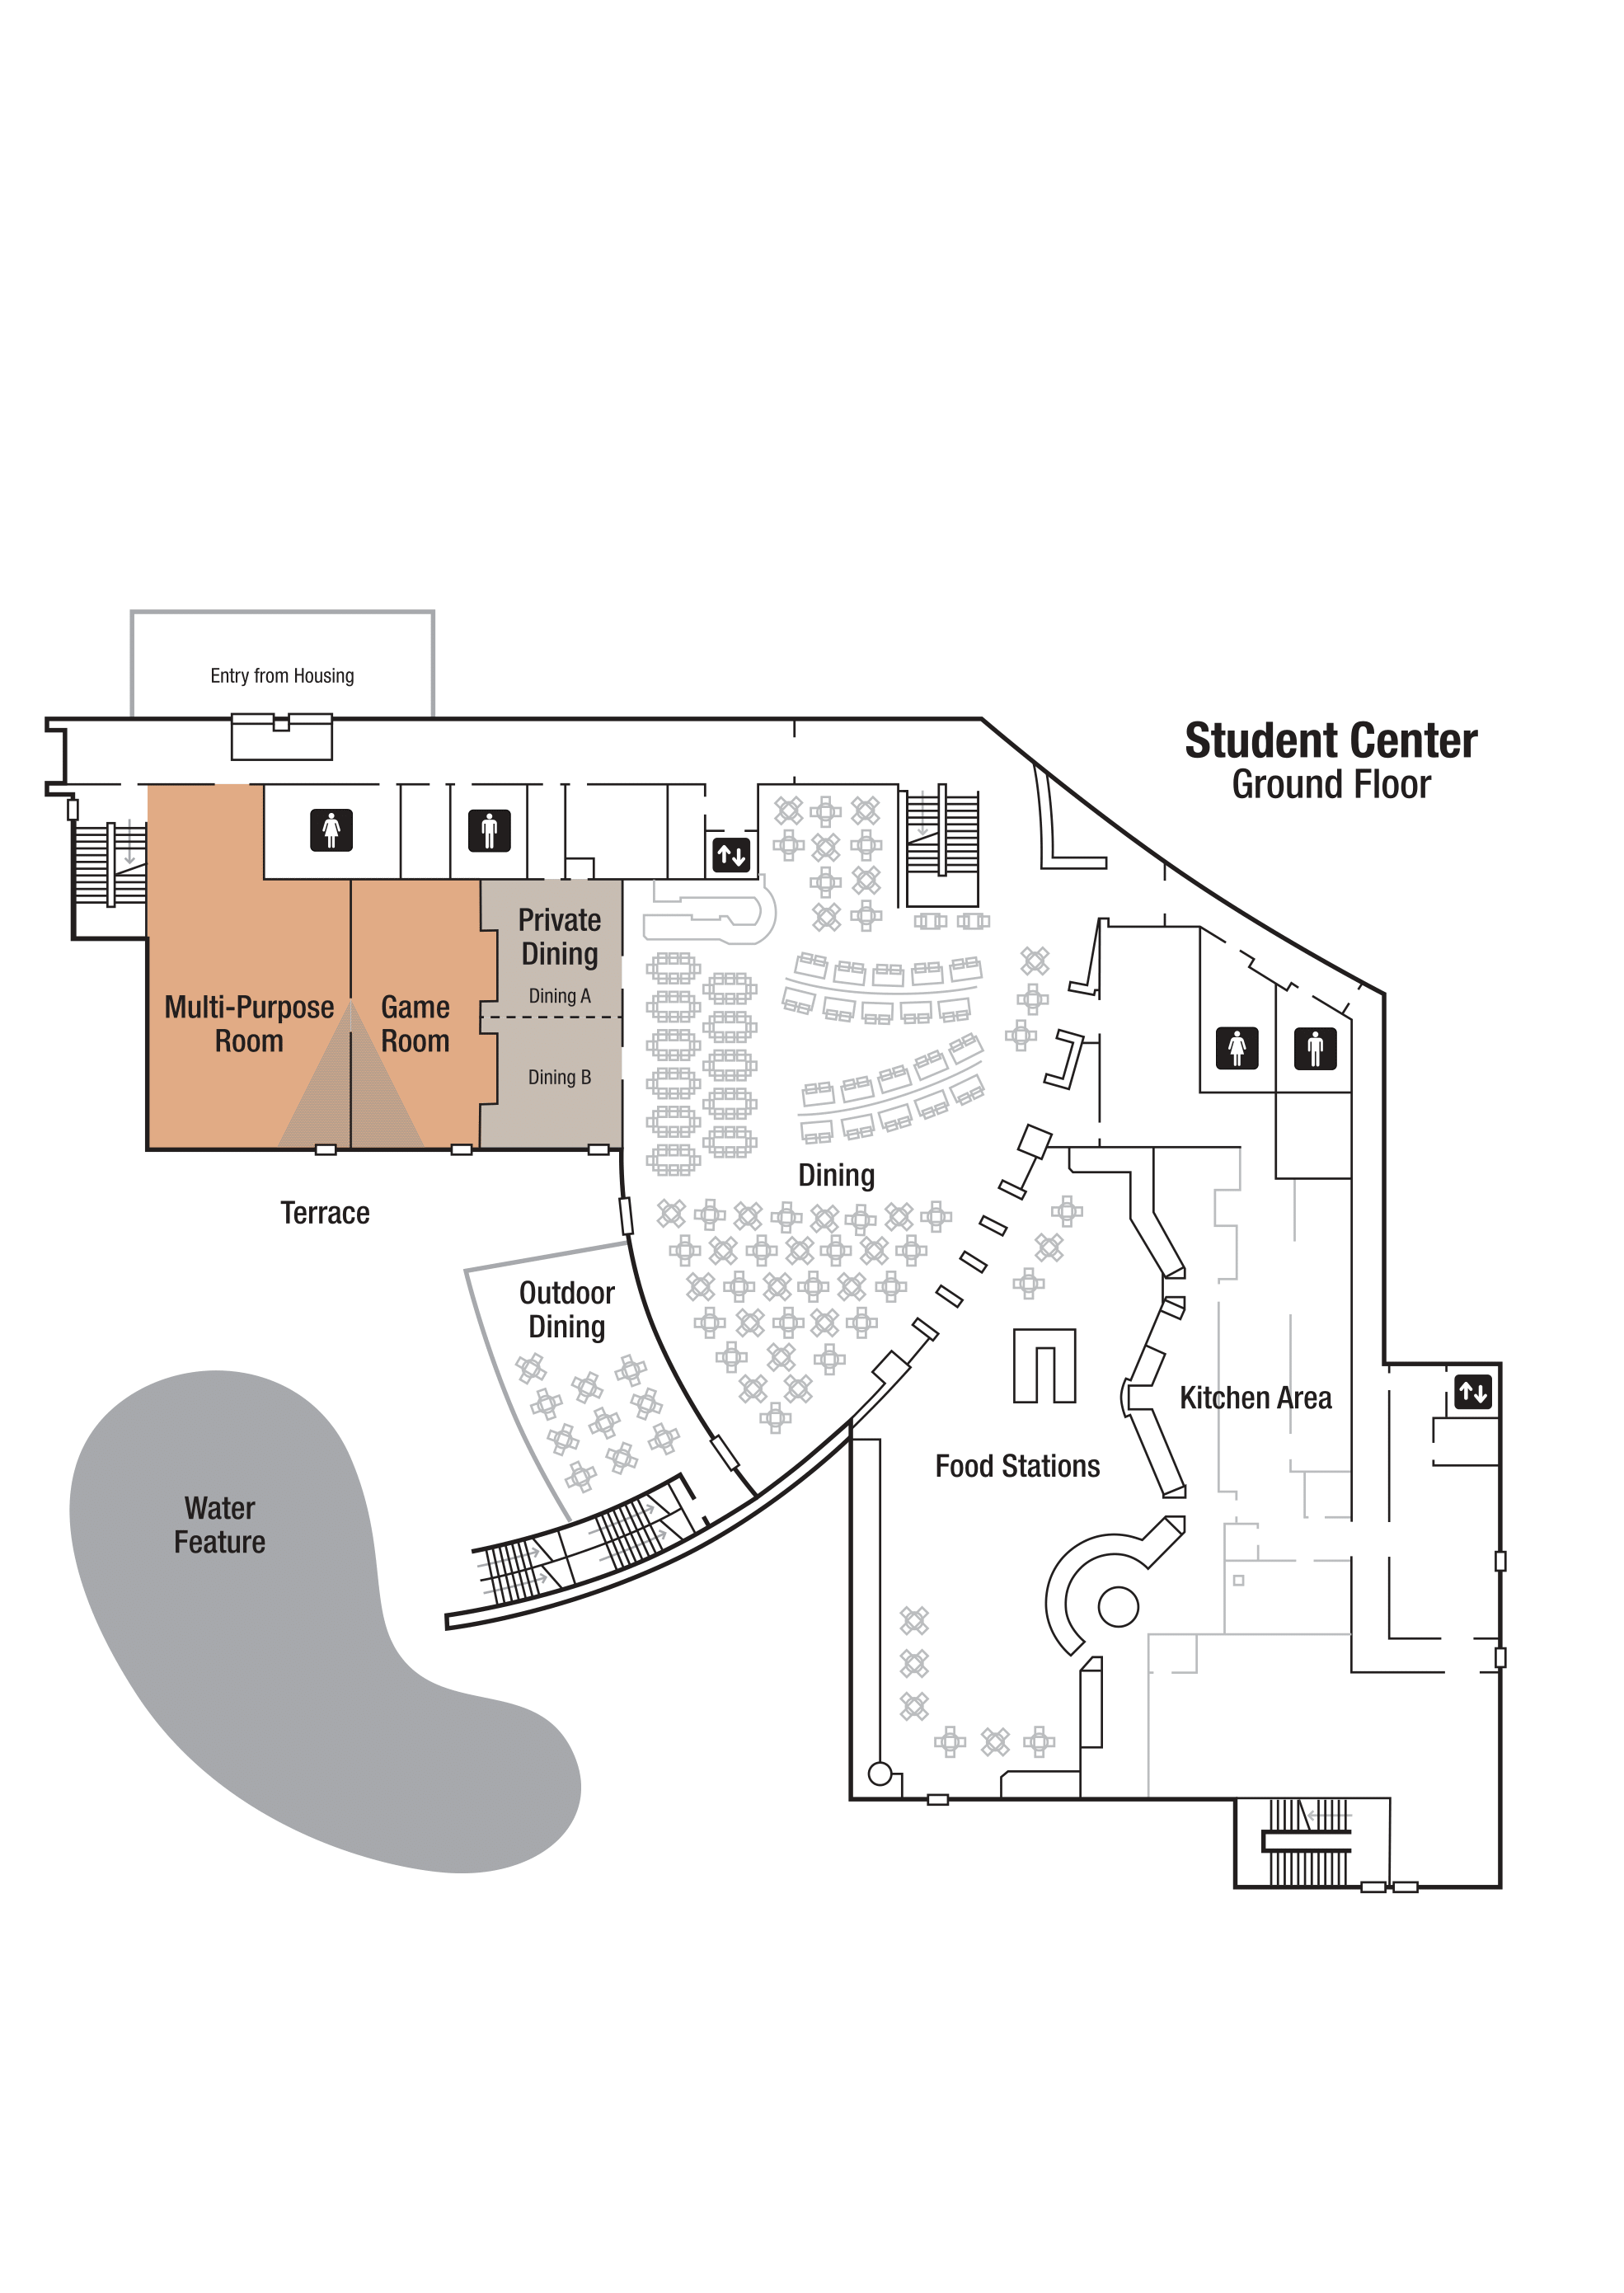 Entry from Housing
Student Center
Ground Floor
Private
Dining
Dining A
Multi-Purpose
Room
Game
Room
Dining B
Dining
Terrace
Outdoor
Dining
Kitchen Area
Food Stations
Water
Feature